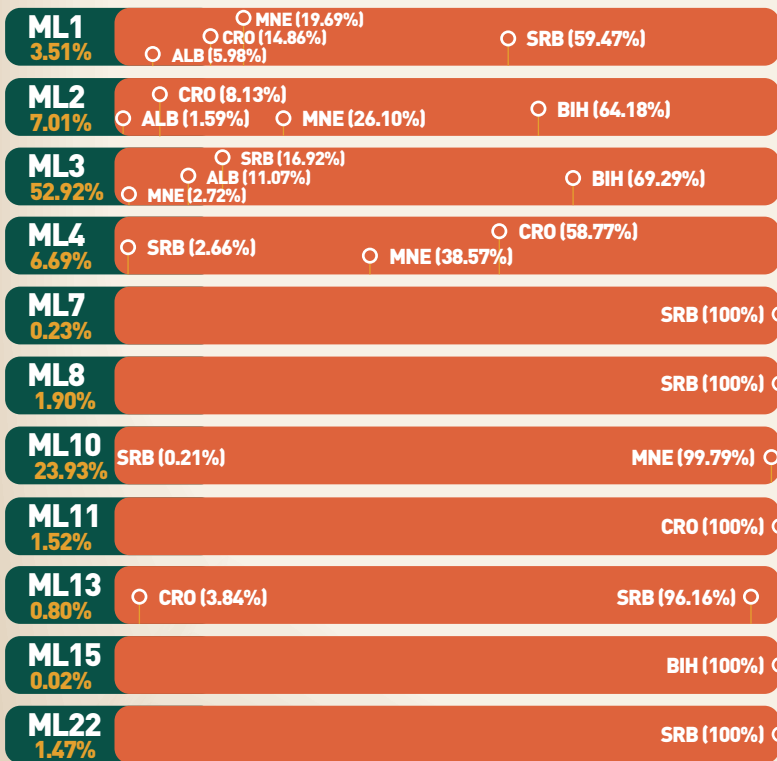 ML1
3.51%
MNE (19.69%)
CRO (14.86%)
ALB (5.98%)
SRB (59.47%)
ML2
7.01%
CRO (8.13%)
ALB (1.59%)
MNE (26.10%)
BIH (64.18%)
ML3
52.92%
SRB (16.92%)
ALB (11.07%)
MNE (2.72%)
BIH (69.29%)
ML4
6.69%
SRB (2.66%)
MNE (38.57%)
CRO (58.77%)
ML7
0.23%
SRB (100%)
ML8
1.90%
SRB (100%)
ML10
23.93%
SRB (0.21%)
MNE (99.79%)
ML11
1.52%
CRO (100%)
ML13
0.80%
CRO (3.84%)
SRB (96.16%)
ML15
0.02%
BIH (100%)
ML22
1.47%
SRB (100%)